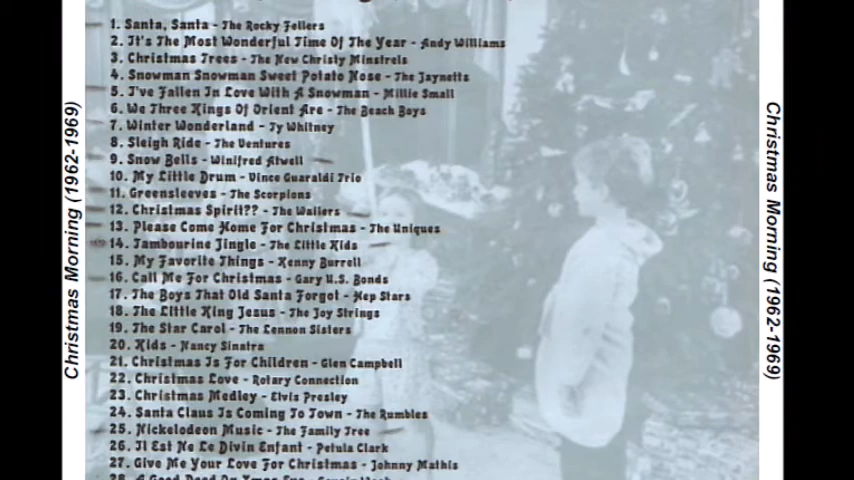 Christmas Morning (1962-1969)
1. Santa, Santa - The Rocky Fellers
2. It's The Most Wonderful Time Of The Year - Andy Williams
3. Christmas Trees - The New Christy Minstrels
4. Snowman Snowman Sweet Potato Nose - The Jaynetts
5. I've Fallen In Love With A Snowman - Millie Small
6. We Three Kings Of Orient Are - The Beach Boys
7. Winter Wonderland - Ty Whitney
8. Sleigh Ride - The Ventures
9. Snow Bells - Winifred Atwell
10. My Little Drum - Vince Guaraldi Trio
11. Greensleeves - The Scorpions
12. Christmas Spirit?? - The Wailers
13. Please Come Home For Christmas - The Uniques
14. Tambourine Jingle - The Little Kids
15. My Favorite Things - Kenny Burrell
16. Call Me For Christmas - Gary U.S. Bonds
17. The Boys That Old Santa Forgot - Hep Stars
18. The Little King Jesus - The Joy Strings
19. The Star Carol - The Lennon Sisters
20. Kids - Nancy Sinatra
21. Christmas Is For Children - Glen Campbell
22. Christmas Love - Rotary Connection
23. Christmas Medley - Elvis Presley
24. Santa Claus Is Coming To Town - The Rumbles
25. Nickelodeon Music - The Family Tree
26. Il Est Ne Le Divin Enfant - Petula Clark
27. Give Me Your Love For Christmas - Johnny Mathis
28. A Good Deed On Xmas Eve -
Christmas Morning (1962-1969)